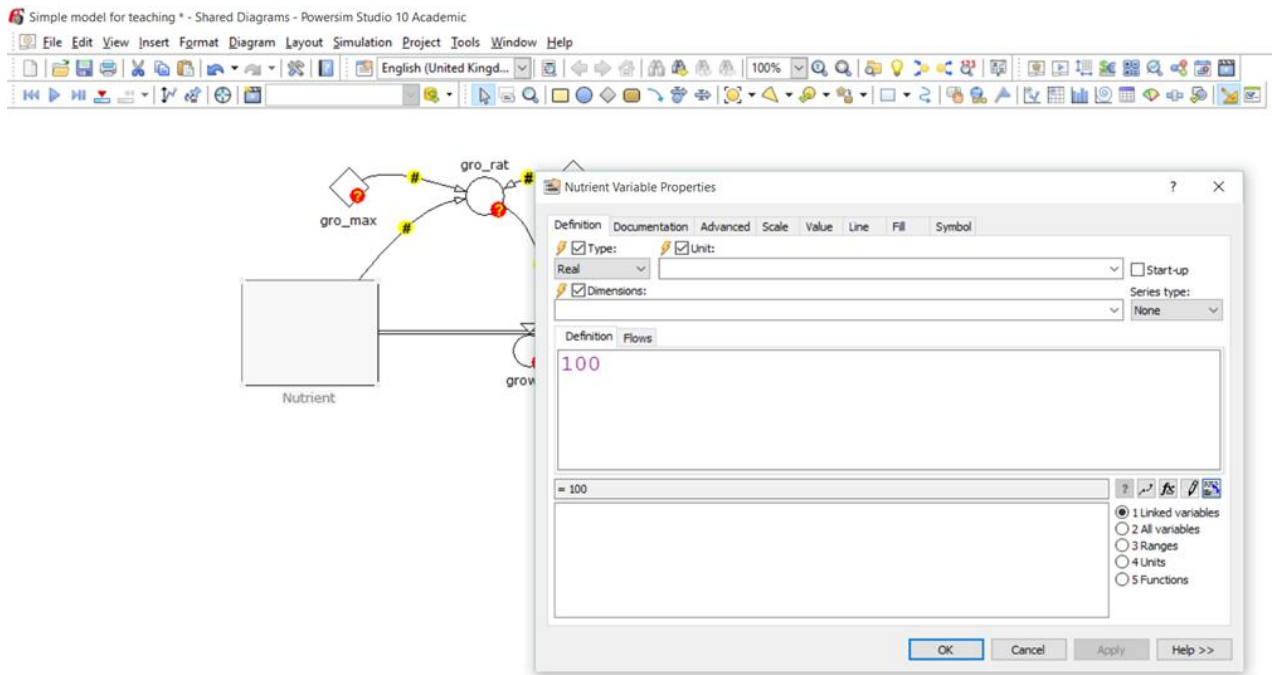 Simple model for teaching * - Shared Diagrams - Powersim Studio 10 Academic
File Edit View Insert Format Diagram Layout Simulation Project Tools Window Help
English (United Kingd... 100%
gro_rat
# #
? ?
gro_max
#
Nutrient
Nutrient Variable Properties ?
Definition Documentation Advanced Scale Value Line Fill Symbol
Type: Unit:
Real Start-up
Dimensions: Series type:
None
Definition Flows
100
= 100 ? fx
1 Linked variables
2 All variables
3 Ranges
4 Units
5 Functions
OK Cancel Apply Help >>